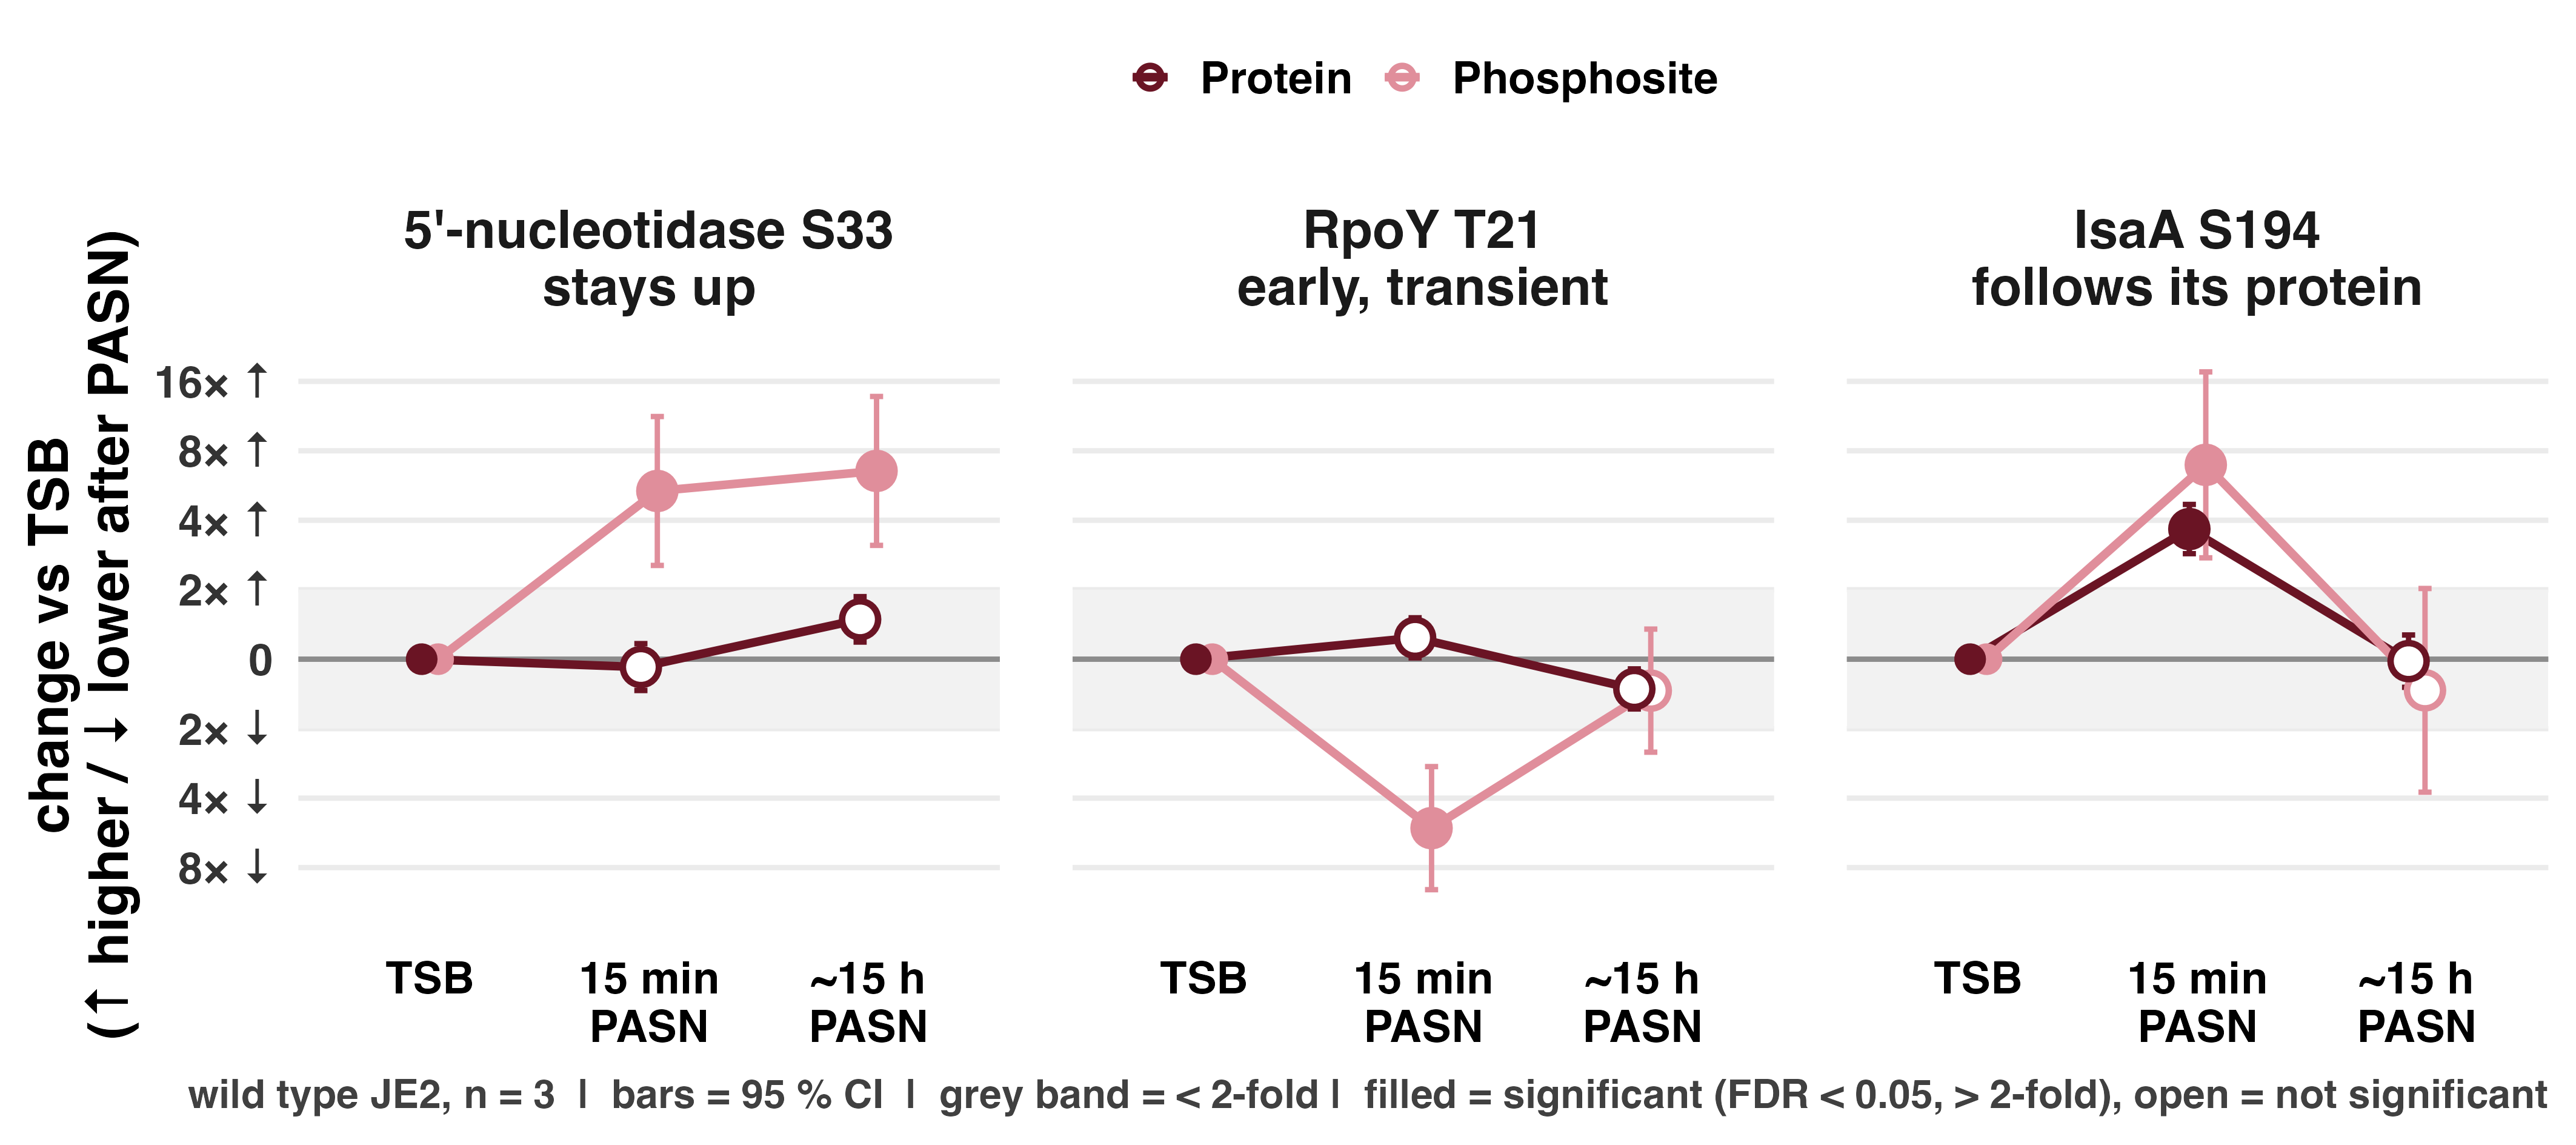 Protein Phosphosite
5'-nucleotidase S33
stays up
RpoY T21
early, transient
IsaA S194
follows its protein
change vs TSB
(↑ higher / ↓ lower after PASN)
16× ↑
8× ↑
4× ↑
2× ↑
0
2× ↓
4× ↓
8× ↓
TSB
15 min
PASN
~15 h
PASN
TSB
15 min
PASN
~15 h
PASN
TSB
15 min
PASN
~15 h
PASN
wild type JE2, n = 3 | bars = 95 % CI | grey band = < 2-fold | filled = significant (FDR < 0.05, > 2-fold), open = not significant